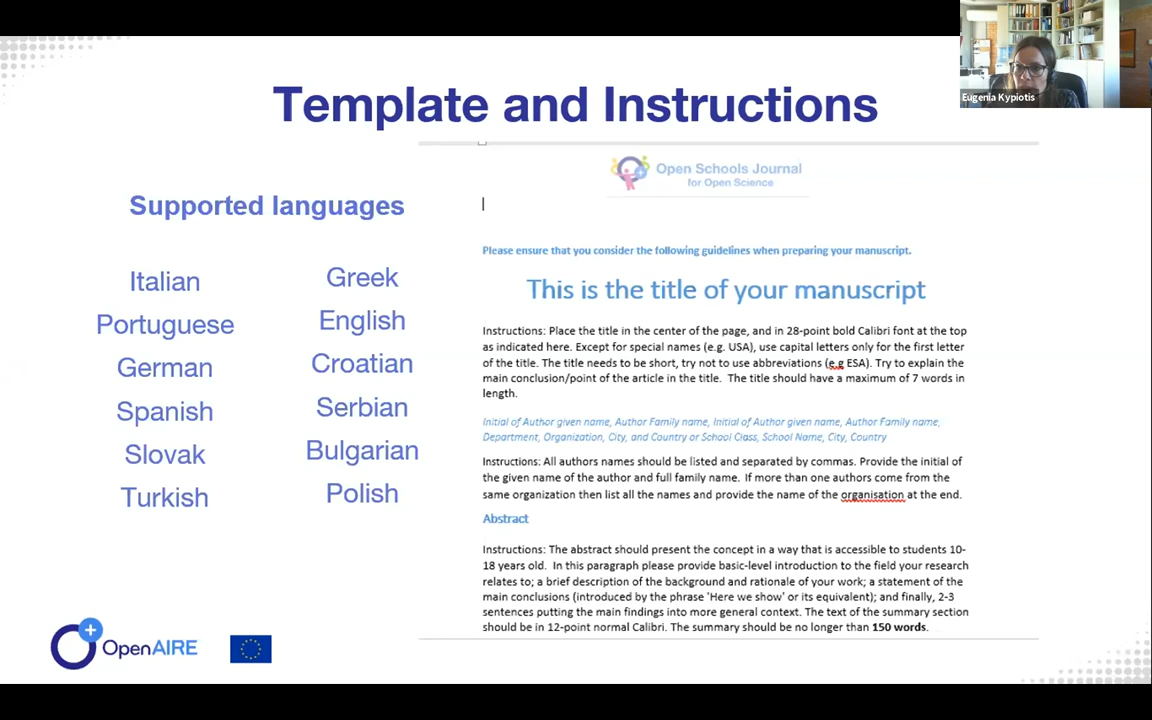 Eugenia Kypiotis
Template and Instructions
Supported languages
Italian
Portuguese
German
Spanish
Slovak
Turkish
Greek
English
Croatian
Serbian
Bulgarian
Polish
Open Schools Journal
for Open Science
Please ensure that you consider the following guidelines when preparing your manuscript.
This is the title of your manuscript
Instructions: Place the title in the center of the page, and in 28-point bold Calibri font at the top
as indicated here. Except for special names (e.g. USA), use capital letters only for the first letter
of the title. The title needs to be short, try not to use abbreviations (e.g ESA). Try to explain the
main conclusion/point of the article in the title. The title should have a maximum of 7 words in
length.
Initial of Author given name, Author Family name, Initial of Author given name, Author Family name,
Department, Organization, City, and Country or School Class, School Name, City, Country
Instructions: All authors names should be listed and separated by commas. Provide the initial of
the given name of the author and full family name. If more than one authors come from the
same organization then list all the names and provide the name of the organisation at the end.
Abstract
Instructions: The abstract should present the concept in a way that is accessible to students 10-
18 years old. In this paragraph please provide basic-level introduction to the field your research
relates to; a brief description of the background and rationale of your work; a statement of the
main conclusions (introduced by the phrase 'Here we show' or its equivalent); and finally, 2-3
sentences putting the main findings into more general context. The text of the summary section
should be in 12-point normal Calibri. The summary should be no longer than 150 words.
OpenAIRE